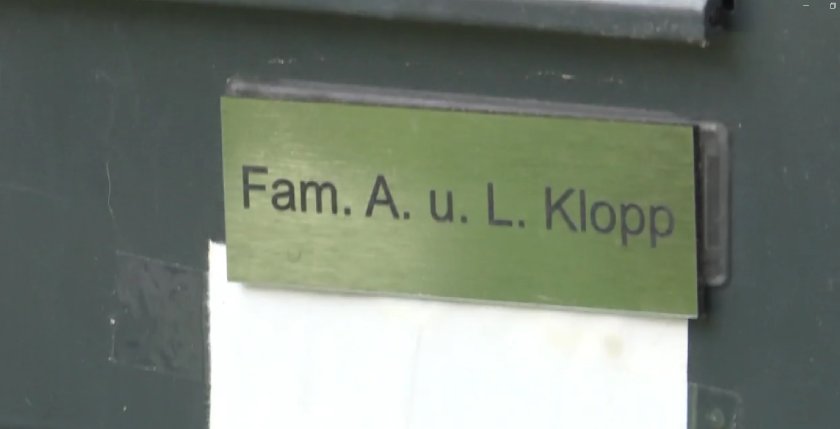 Fam. A. u. L. Klopp